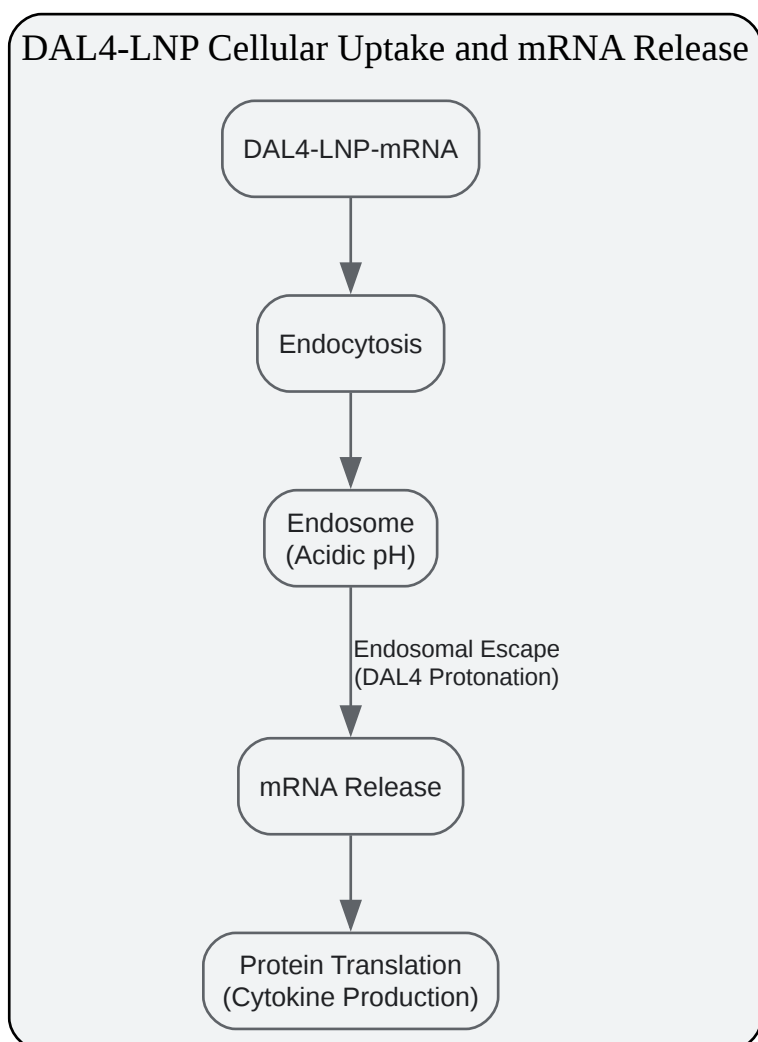 DAL4-LNP Cellular Uptake and mRNA Release
DAL4-LNP-mRNA
Endocytosis
Endosome
(Acidic pH)
Endosomal Escape
(DAL4 Protonation)
mRNA Release
Protein Translation
(Cytokine Production)